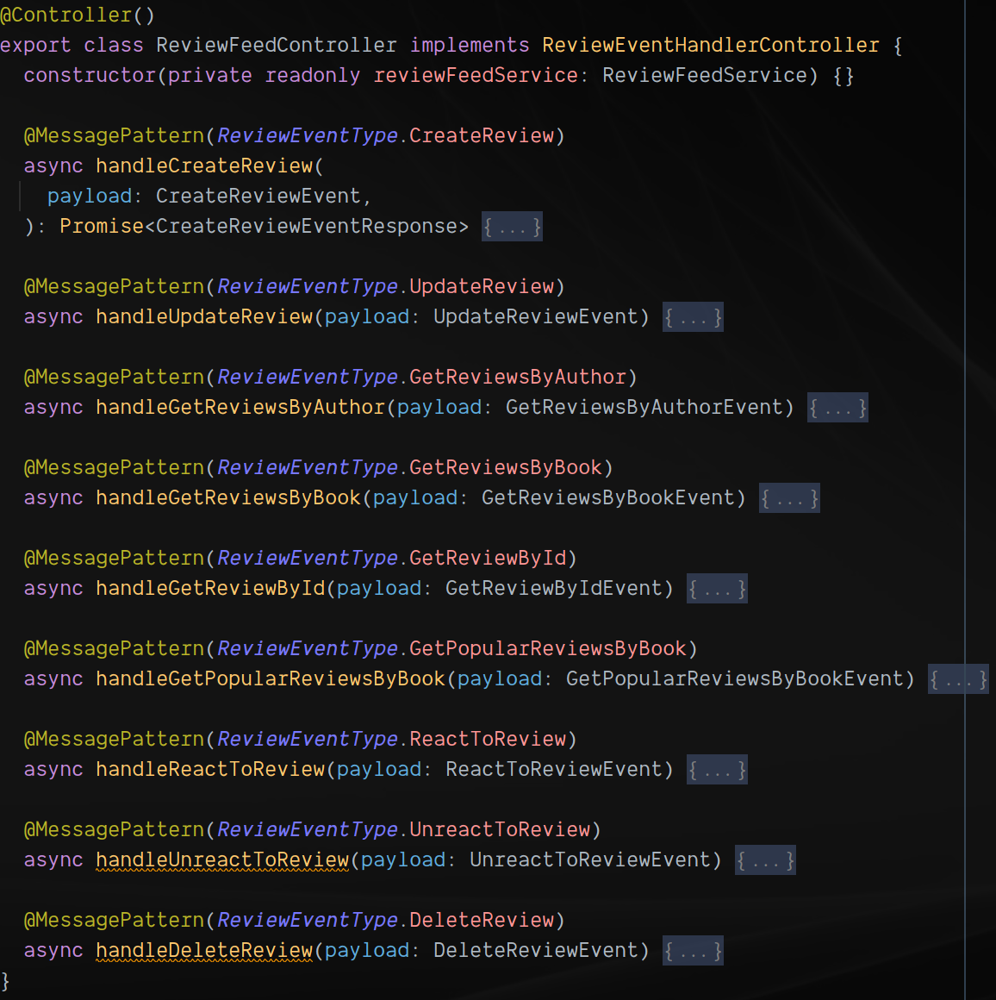 @Controller()
export class ReviewFeedController implements ReviewEventHandlerController {
  constructor(private readonly reviewFeedService: ReviewFeedService) {}

  @MessagePattern(ReviewEventType.CreateReview)
  async handleCreateReview(
    payload: CreateReviewEvent,
  ): Promise<CreateReviewEventResponse> {...}

  @MessagePattern(ReviewEventType.UpdateReview)
  async handleUpdateReview(payload: UpdateReviewEvent) {...}

  @MessagePattern(ReviewEventType.GetReviewsByAuthor)
  async handleGetReviewsByAuthor(payload: GetReviewsByAuthorEvent) {...}

  @MessagePattern(ReviewEventType.GetReviewsByBook)
  async handleGetReviewsByBook(payload: GetReviewsByBookEvent) {...}

  @MessagePattern(ReviewEventType.GetReviewById)
  async handleGetReviewById(payload: GetReviewByIdEvent) {...}

  @MessagePattern(ReviewEventType.GetPopularReviewsByBook)
  async handleGetPopularReviewsByBook(payload: GetPopularReviewsByBookEvent) {...}

  @MessagePattern(ReviewEventType.ReactToReview)
  async handleReactToReview(payload: ReactToReviewEvent) {...}

  @MessagePattern(ReviewEventType.UnreactToReview)
  async handleUnreactToReview(payload: UnreactToReviewEvent) {...}

  @MessagePattern(ReviewEventType.DeleteReview)
  async handleDeleteReview(payload: DeleteReviewEvent) {...}
}